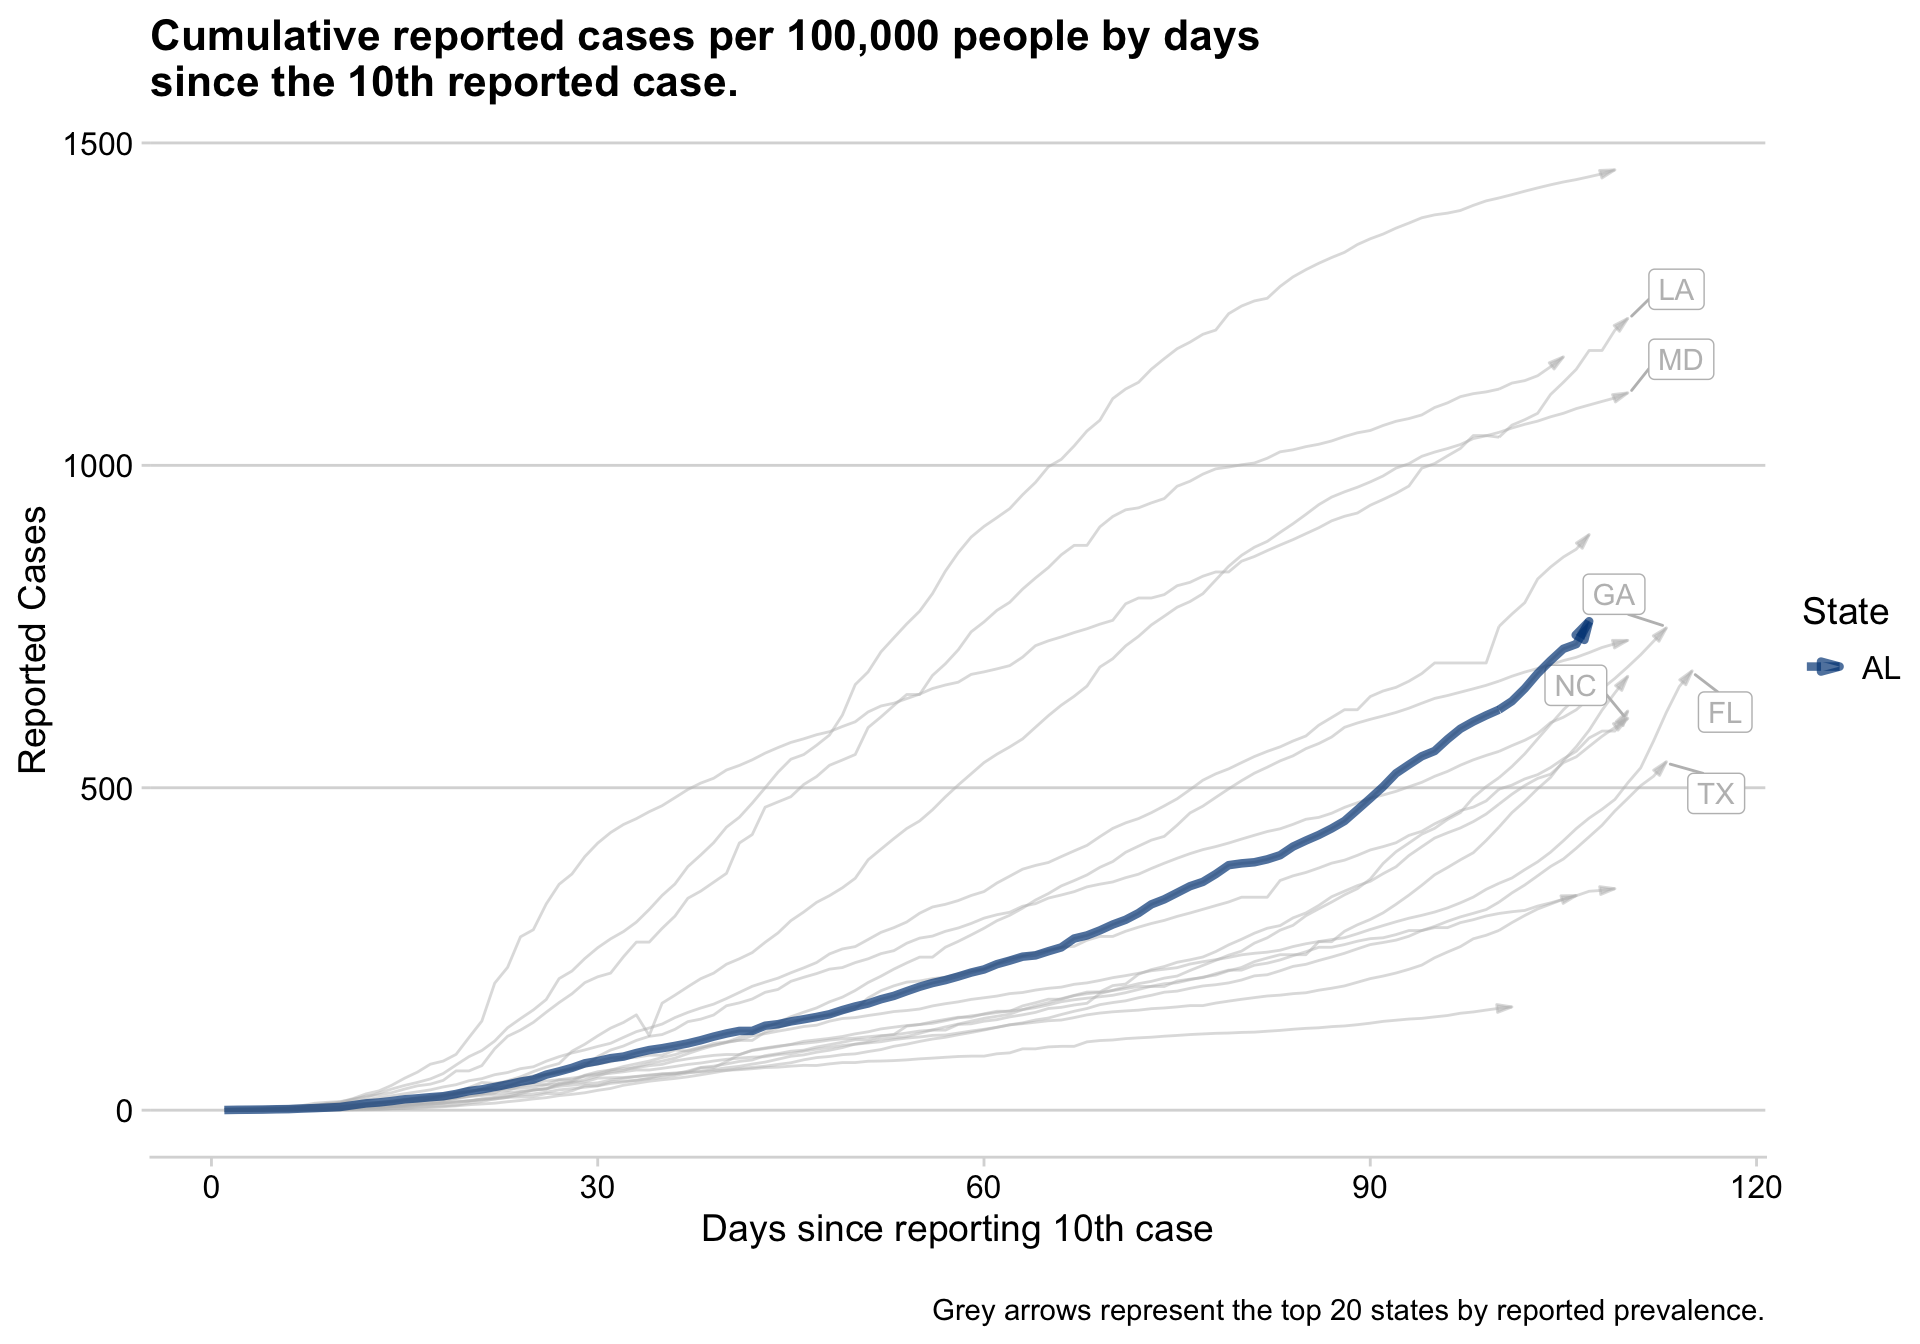 Cumulative reported cases per 100,000 people by days
since the 10th reported case.
1500
1000
500
0
Reported Cases
LA
MD
GA
NC
FL
TX
State
AL
0
30
60
90
120
Days since reporting 10th case
Grey arrows represent the top 20 states by reported prevalence.